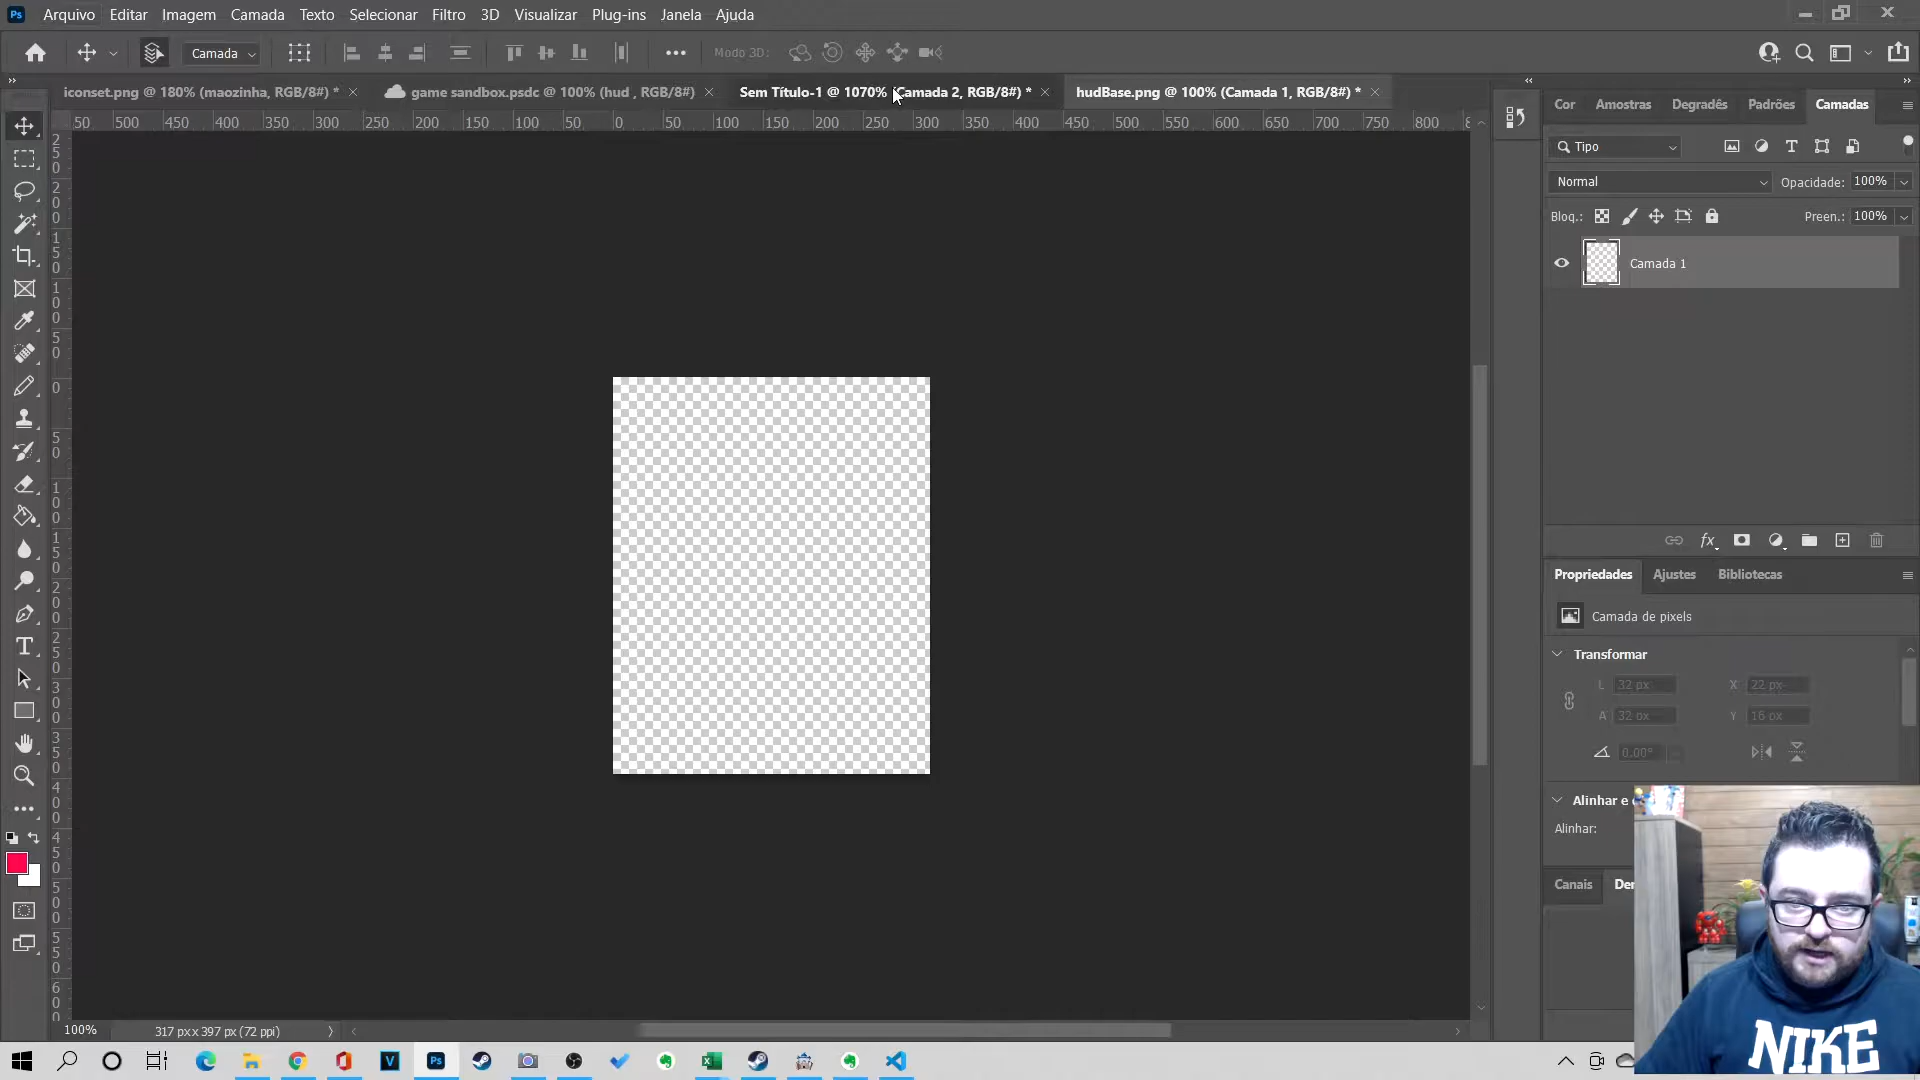 Ps Arquivo Editar Imagem Camada Texto Selecionar Filtro 3D Visualizar Plug-ins Janela Ajuda
Camada Modo 3D:
iconset.png @ 180% (maozinha, RGB/8#) * game sandbox.psdc @ 100% (hud , RGB/8#) Sem Título-1 @ 1070% (Camada 2, RGB/8#) * hudBase.png @ 100% (Camada 1, RGB/8#) *
50 500 450 400 350 300 250 200 150 100 50 0 50 100 150 200 250 300 350 400 450 500 550 600 650 700 750 800
Cor Amostras Degradês Padrões Camadas
Tipo
Normal Opacidade: 100%
Bloq.: Preen.: 100%
Camada 1
fx
Propriedades Ajustes Bibliotecas
Camada de pixels
Transformar
L 32 px X 22 px
A 32 px Y 16 px
0.00°
Alinhar e
Alinhar:
Canais Dem
NIKE
100% 317 px x 397 px (72 ppi)